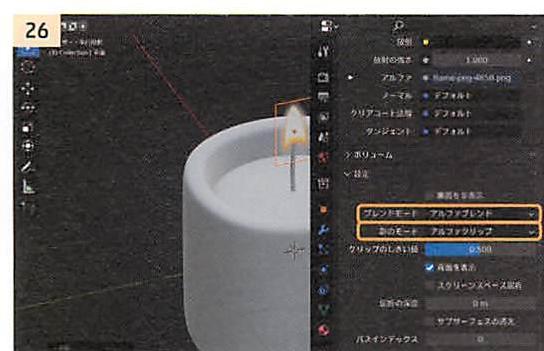 26
放射
放射の強さ 1.000
アルファ flame-png-4858.png
ノーマル デフォルト
クリアコート法線 デフォルト
タンジェント デフォルト
ボリューム
設定
裏面を非表示
ブレンドモード アルファブレンド
影のモード アルファクリップ
クリップのしきい値 0.500
背面を表示
スクリーンスペース屈折
屈折の深度 0 m
サブサーフェスの透光
パスインデックス 0